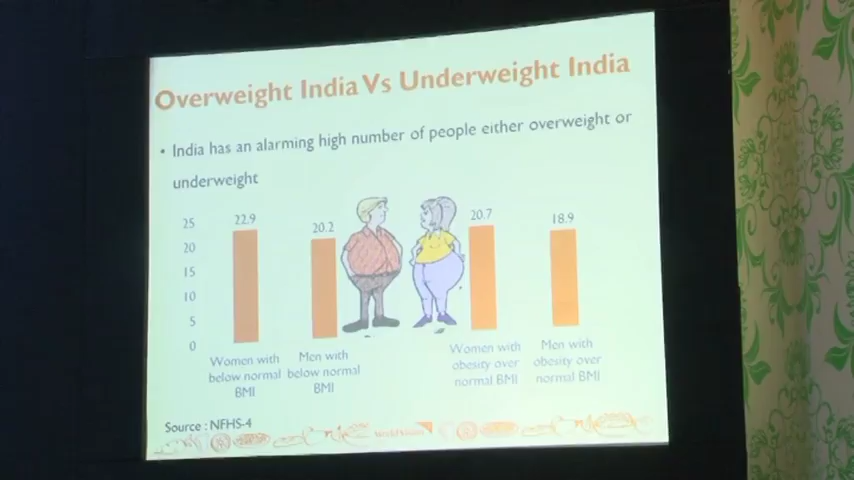 Overweight India Vs Underweight India
• India has an alarming high number of people either overweight or
underweight
25
20
15
10
5
0
22.9
20.2
20.7
18.9
Women with
below normal
BMI
Men with
below normal
BMI
Women with
obesity over
normal BMI
Men with
obesity over
normal BMI
Source : NFHS-4